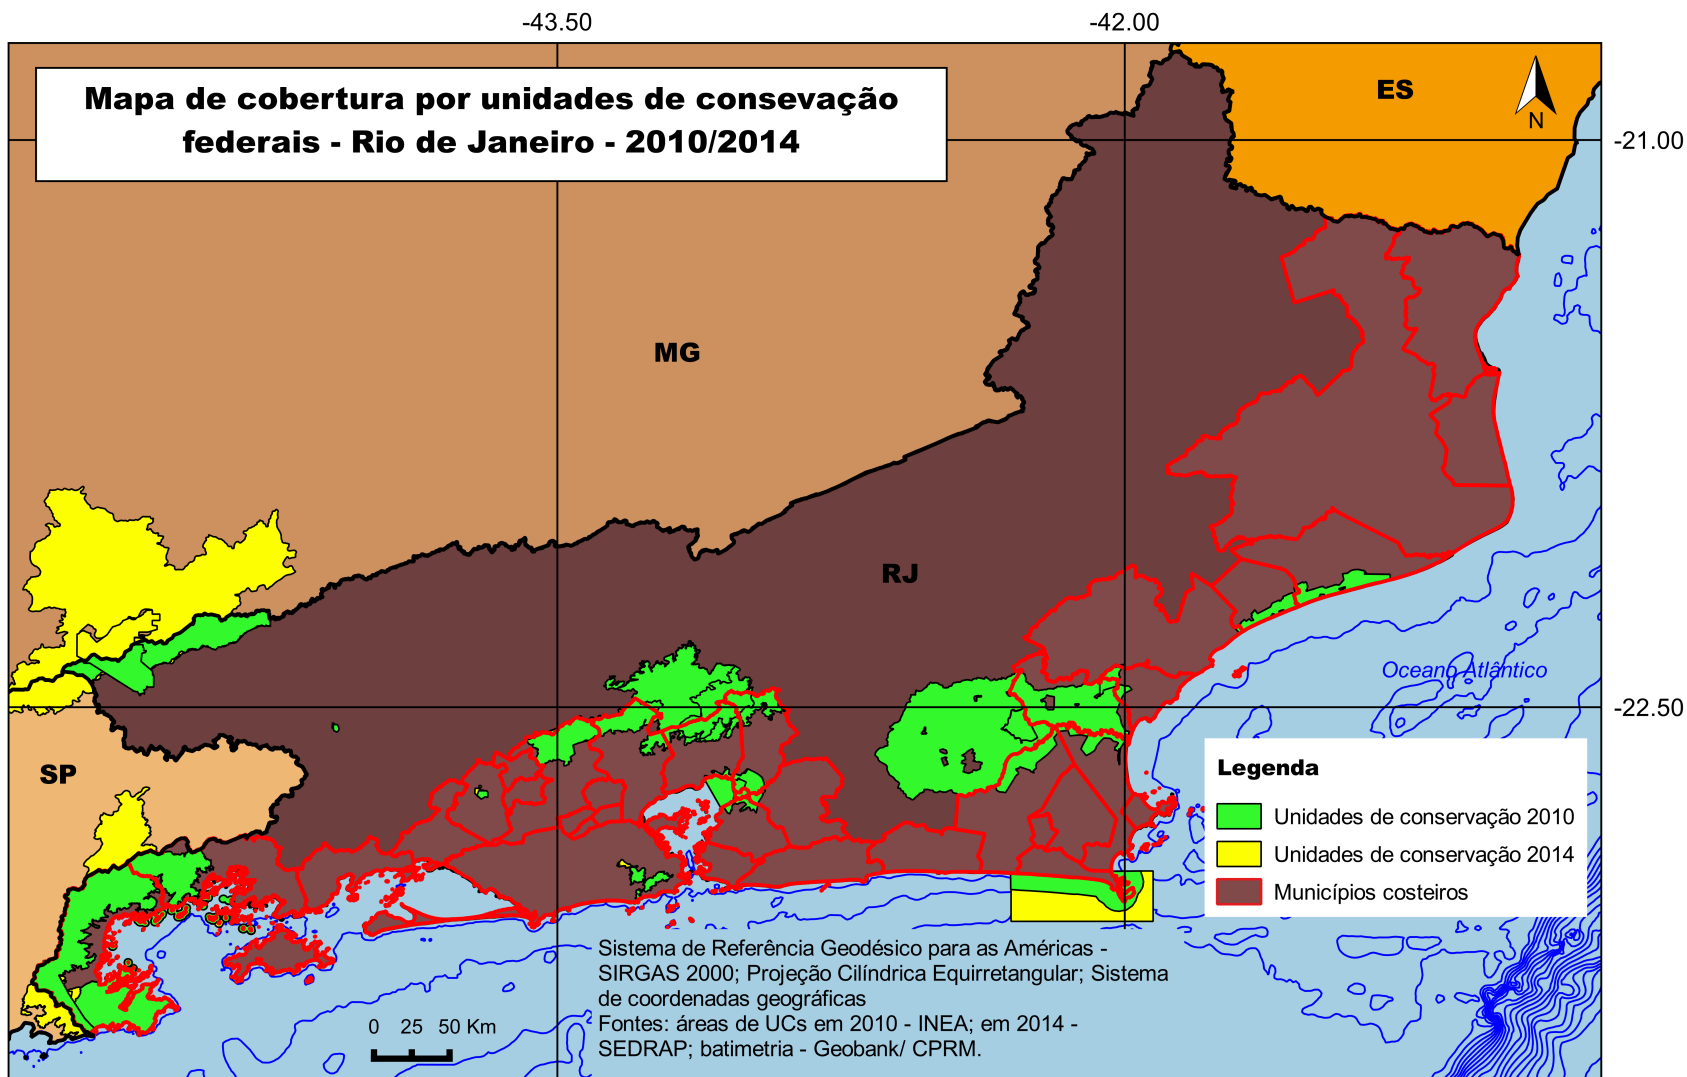 -43.50
-42.00
Mapa de cobertura por unidades de consevação
federais - Rio de Janeiro - 2010/2014
ES
N
-21.00
MG
RJ
Oceano Atlântico
-22.50
SP
Legenda
Unidades de conservação 2010
Unidades de conservação 2014
Municípios costeiros
Sistema de Referência Geodésico para as Américas -
SIRGAS 2000; Projeção Cilíndrica Equirretangular; Sistema
de coordenadas geográficas
Fontes: áreas de UCs em 2010 - INEA; em 2014 -
SEDRAP; batimetria - Geobank/ CPRM.
0 25 50 Km